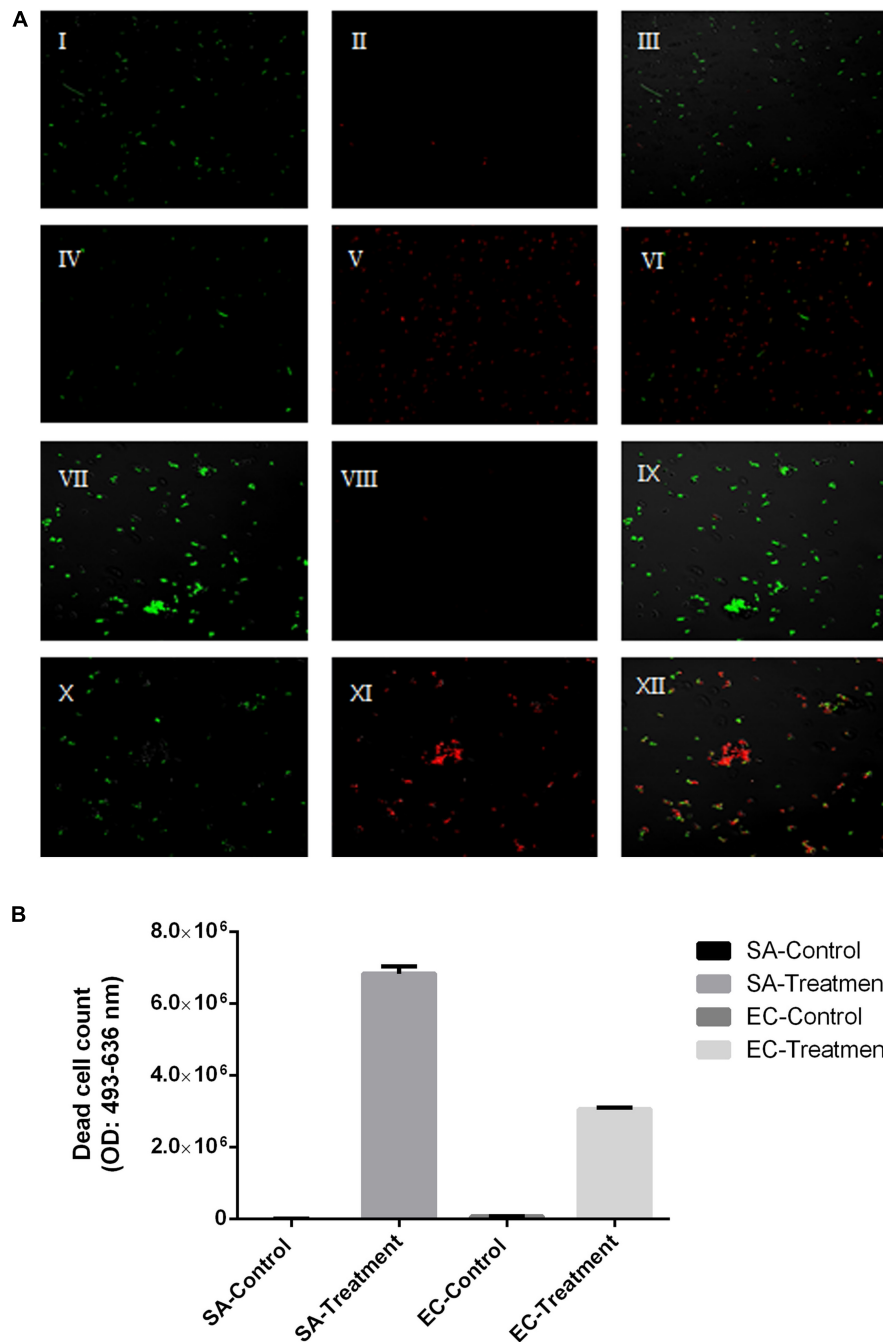 A
I
II
III
IV
V
VI
VII
VIII
IX
X
XI
XII
B
Dead cell count
(OD: 493-636 nm)
8.0×10⁶
6.0×10⁶
4.0×10⁶
2.0×10⁶
0
SA-Control
SA-Treatment
EC-Control
EC-Treatment
SA-Control
SA-Treatmen
EC-Control
EC-Treatmen